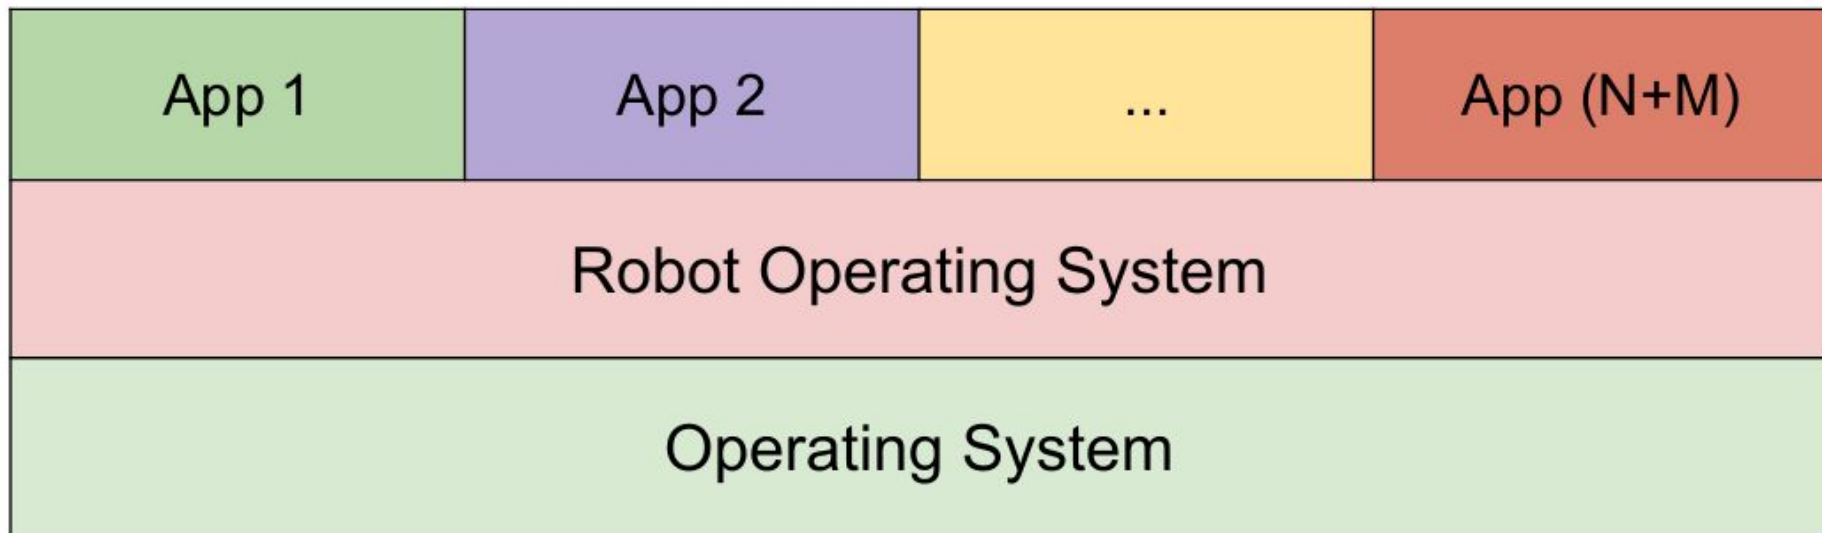 App 1
App 2
...
App (N+M)
Robot Operating System
Operating System